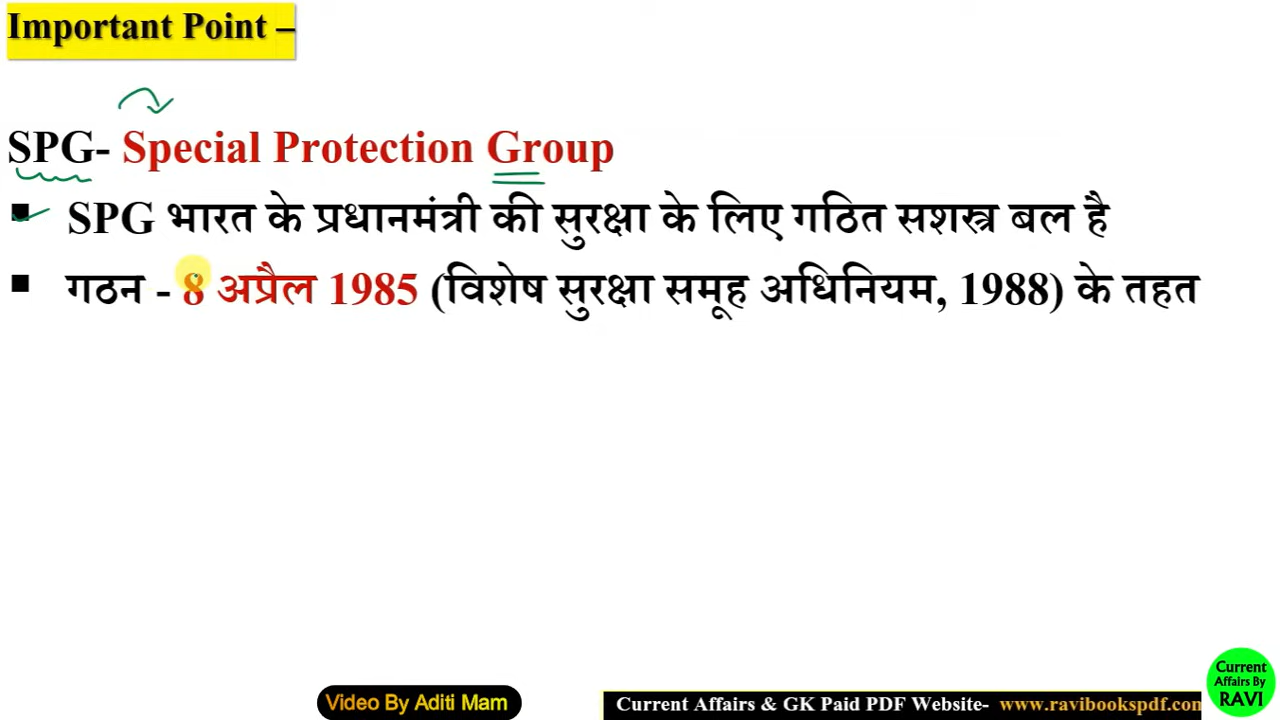 Important Point –
SPG- Special Protection Group
▪ SPG भारत के प्रधानमंत्री की सुरक्षा के लिए गठित सशस्त्र बल है
▪ गठन - 8 अप्रैल 1985 (विशेष सुरक्षा समूह अधिनियम, 1988) के तहत
Video By Aditi Mam
Current Affairs & GK Paid PDF Website- www.ravibookspdf.com
Current
Affairs By
RAVI